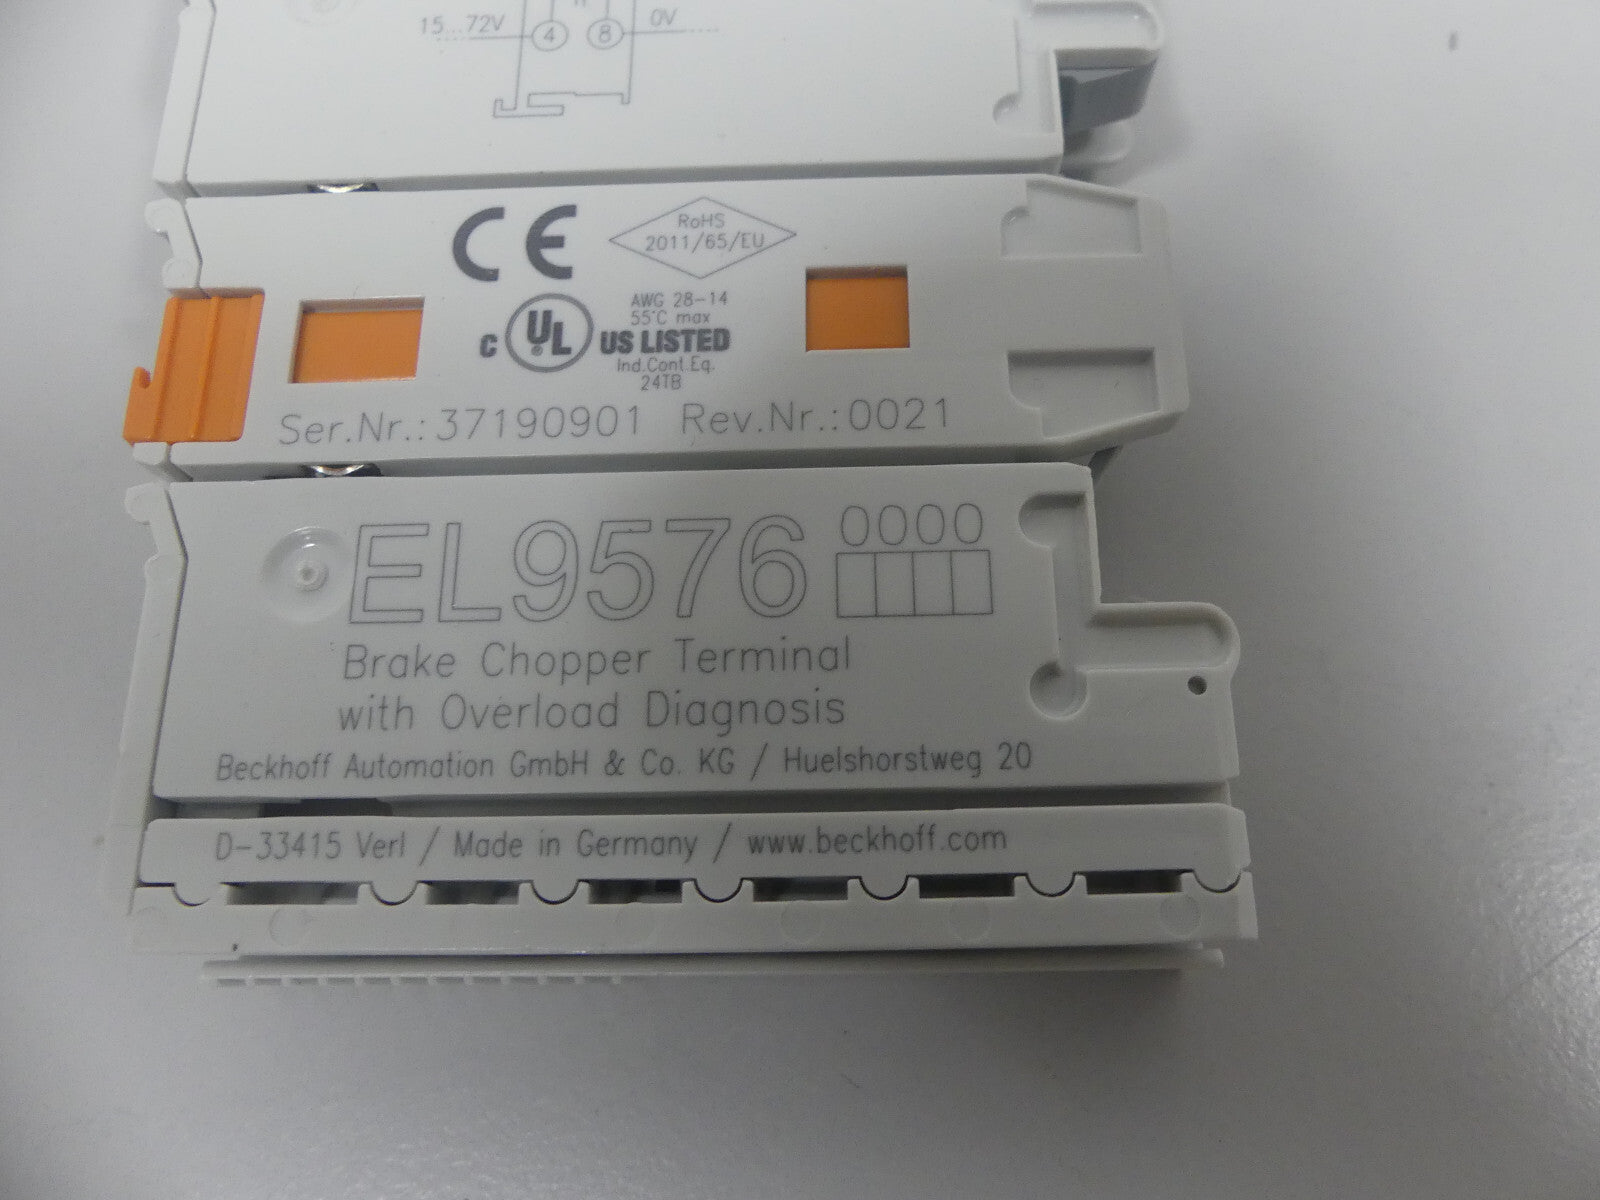 15...72V 4 8 0V
CE RoHS
2011/65/EU
AWG 28-14
55°C max
c UL® US LISTED
Ind.Cont.Eq.
24TB
Ser.Nr.:37190901 Rev.Nr.:0021
EL9576 0000
Brake Chopper Terminal
with Overload Diagnosis
Beckhoff Automation GmbH & Co. KG / Huelshorstweg 20
D-33415 Verl / Made in Germany / www.beckhoff.com